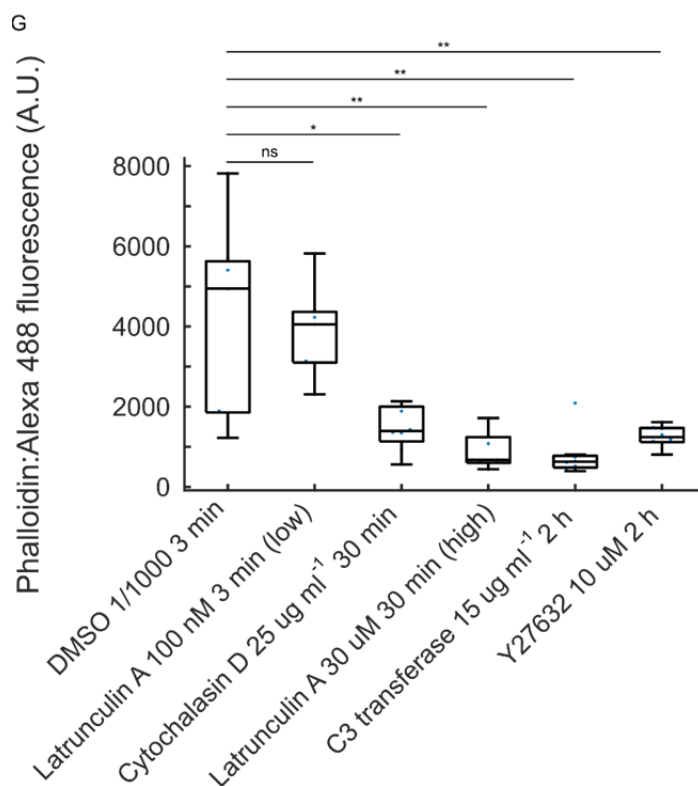 G
**
**
**
*
ns
Phalloidin:Alexa 488 fluorescence (A.U.)
8000
6000
4000
2000
0
DMSO 1/1000 3 min
Latrunculin A 100 nM 3 min (low)
Cytochalasin D 25 ug ml⁻¹ 30 min
Latrunculin A 30 uM 30 min (high)
C3 transferase 15 ug ml⁻¹ 2 h
Y27632 10 uM 2 h